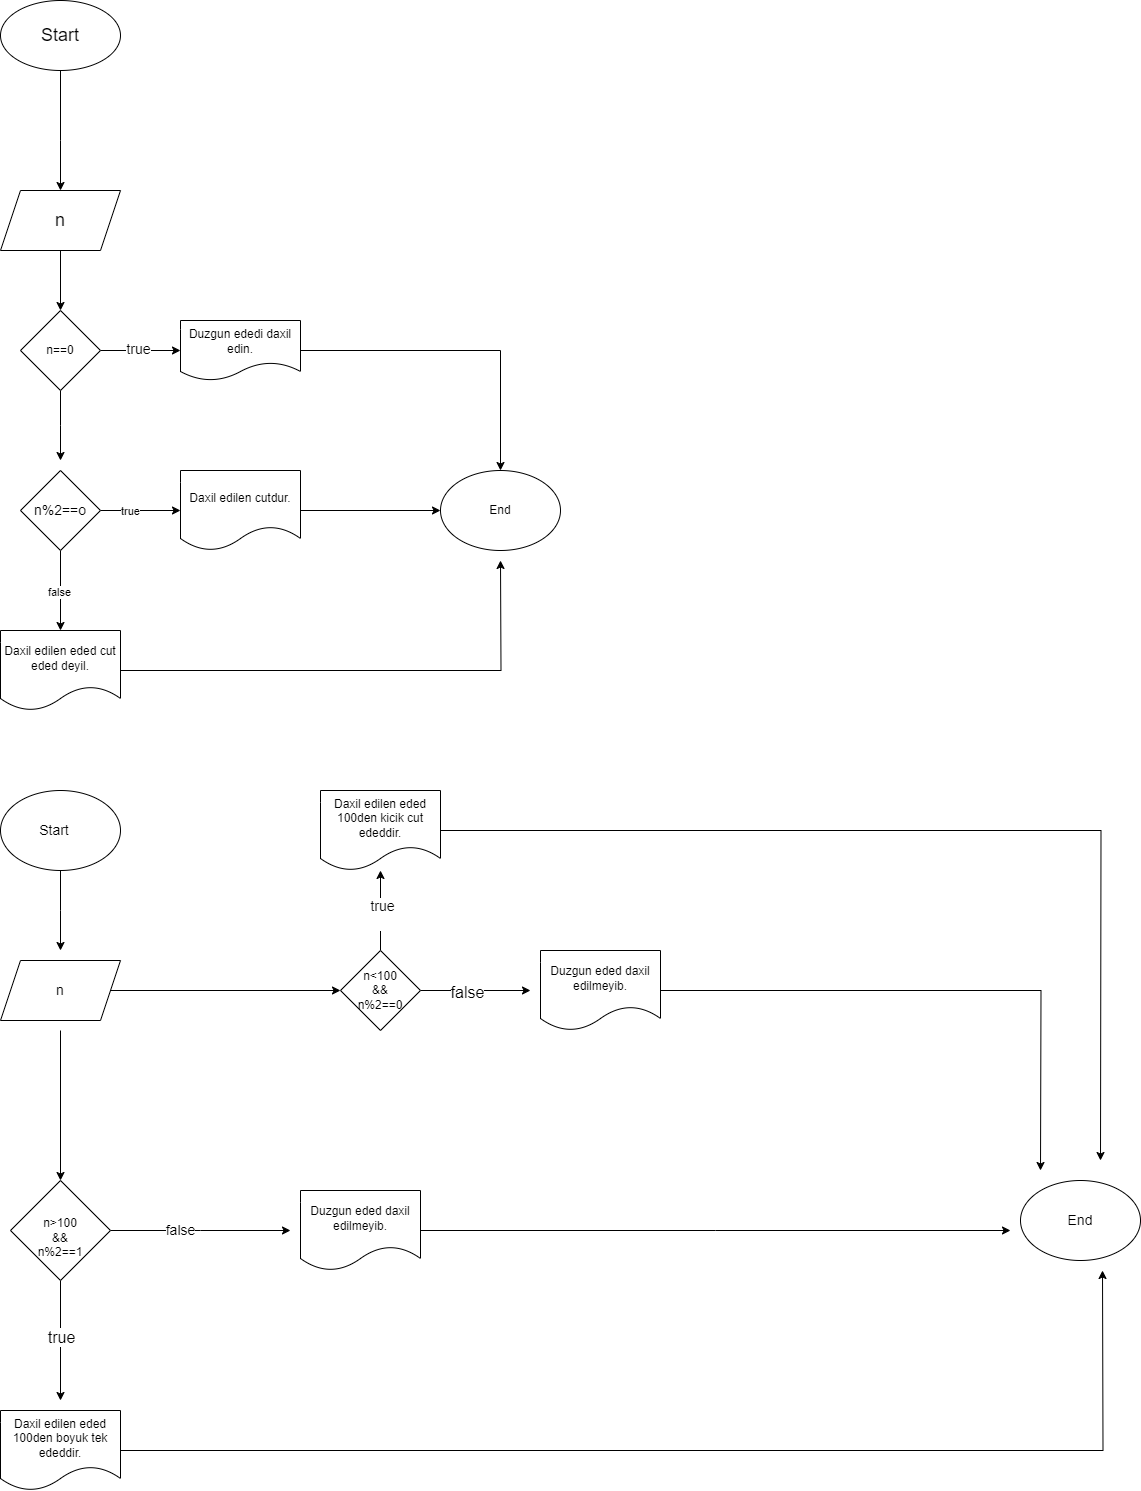 Start
n
n==0
true
Duzgun ededi daxil
edin.
n%2==o
true
Daxil edilen cutdur.
End
false
Daxil edilen eded cut
eded deyil.
Start
Daxil edilen eded
100den kicik cut
ededdir.
true
n
n<100
&&
n%2==0
false
Duzgun eded daxil
edilmeyib.
n>100
&&
n%2==1
false
Duzgun eded daxil
edilmeyib.
End
true
Daxil edilen eded
100den boyuk tek
ededdir.